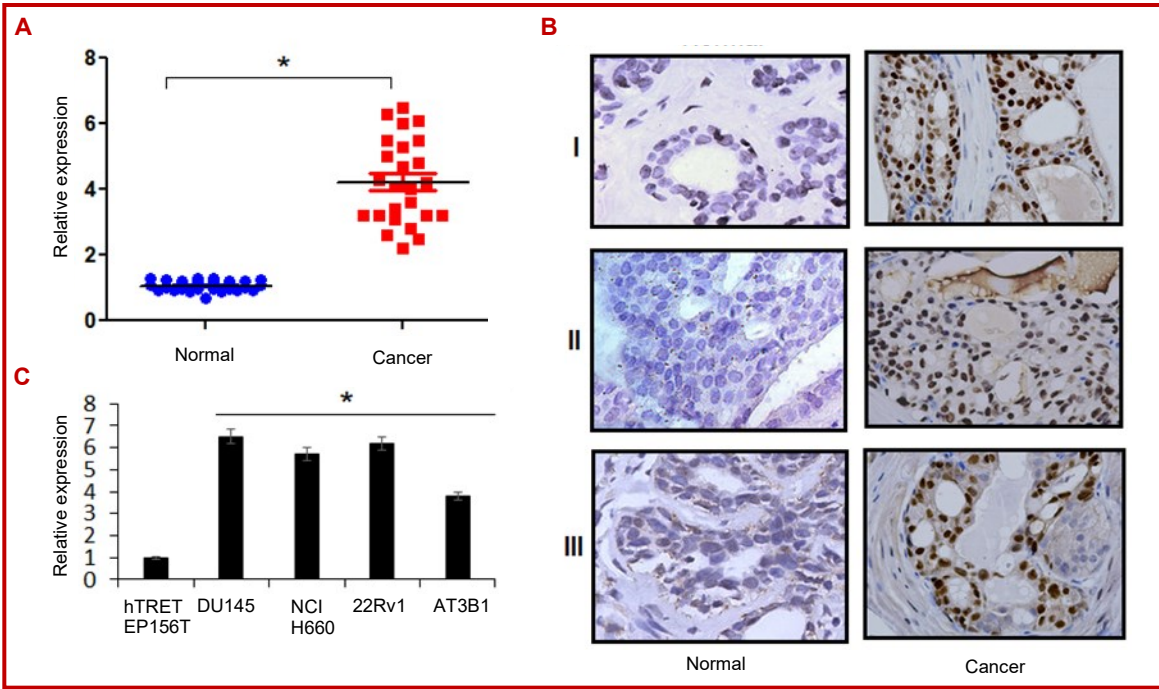 A
8
6
4
2
0
Relative expression
*
Normal
Cancer
B
I
II
III
Normal
Cancer
C
8
7
6
5
4
3
2
1
0
Relative expression
*
hTRET
EP156T
DU145
NCI
H660
22Rv1
AT3B1